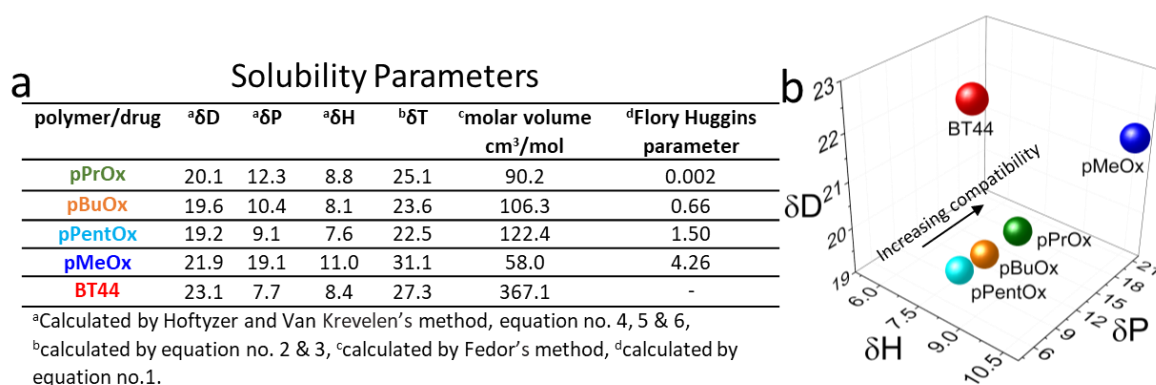 a
Solubility Parameters
polymer/drug ᵃδD ᵃδP ᵃδH ᵇδT ᶜmolar volume cm³/mol ᵈFlory Huggins parameter
pPrOx 20.1 12.3 8.8 25.1 90.2 0.002
pBuOx 19.6 10.4 8.1 23.6 106.3 0.66
pPentOx 19.2 9.1 7.6 22.5 122.4 1.50
pMeOx 21.9 19.1 11.0 31.1 58.0 4.26
BT44 23.1 7.7 8.4 27.3 367.1 -
ᵃCalculated by Hoftyzer and Van Krevelen’s method, equation no. 4, 5 & 6,
ᵇcalculated by equation no. 2 & 3, ᶜcalculated by Fedor’s method, ᵈcalculated by
equation no.1.
b
23
22
21
20
19
δD
BT44
pMeOx
Increasing compatibility
pPrOx
pBuOx
pPentOx
6.0
7.5
9.0
10.5
δH
6
9
12
15
18
21
δP